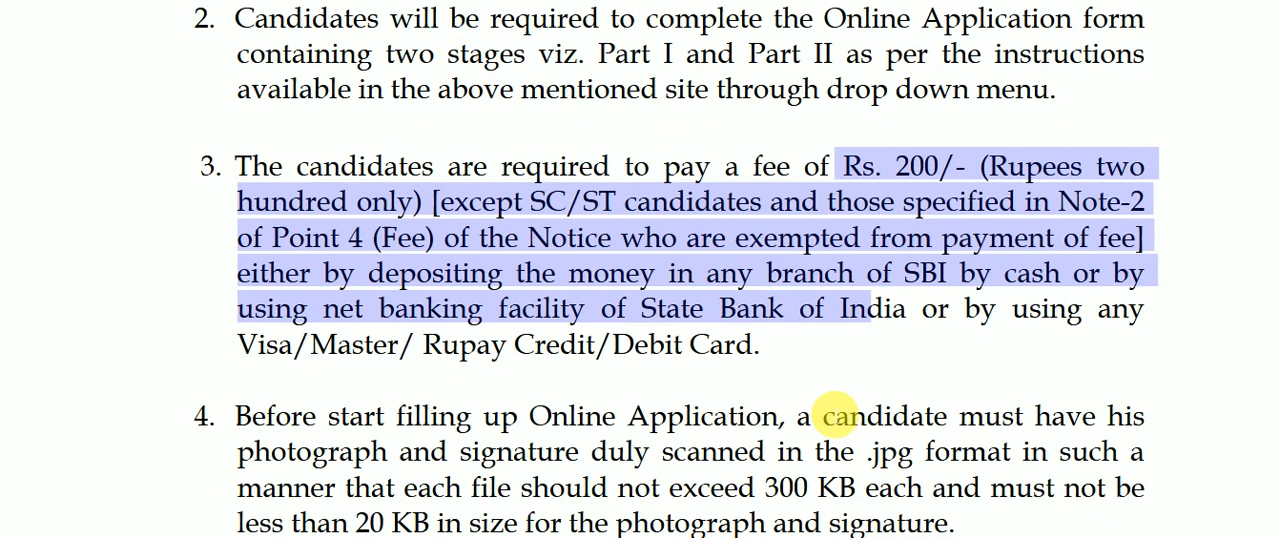 2. Candidates will be required to complete the Online Application form
containing two stages viz. Part I and Part II as per the instructions
available in the above mentioned site through drop down menu.
3. The candidates are required to pay a fee of Rs. 200/- (Rupees two
hundred only) [except SC/ST candidates and those specified in Note-2
of Point 4 (Fee) of the Notice who are exempted from payment of fee]
either by depositing the money in any branch of SBI by cash or by
using net banking facility of State Bank of India or by using any
Visa/Master/ Rupay Credit/Debit Card.
4. Before start filling up Online Application, a candidate must have his
photograph and signature duly scanned in the .jpg format in such a
manner that each file should not exceed 300 KB each and must not be
less than 20 KB in size for the photograph and signature.